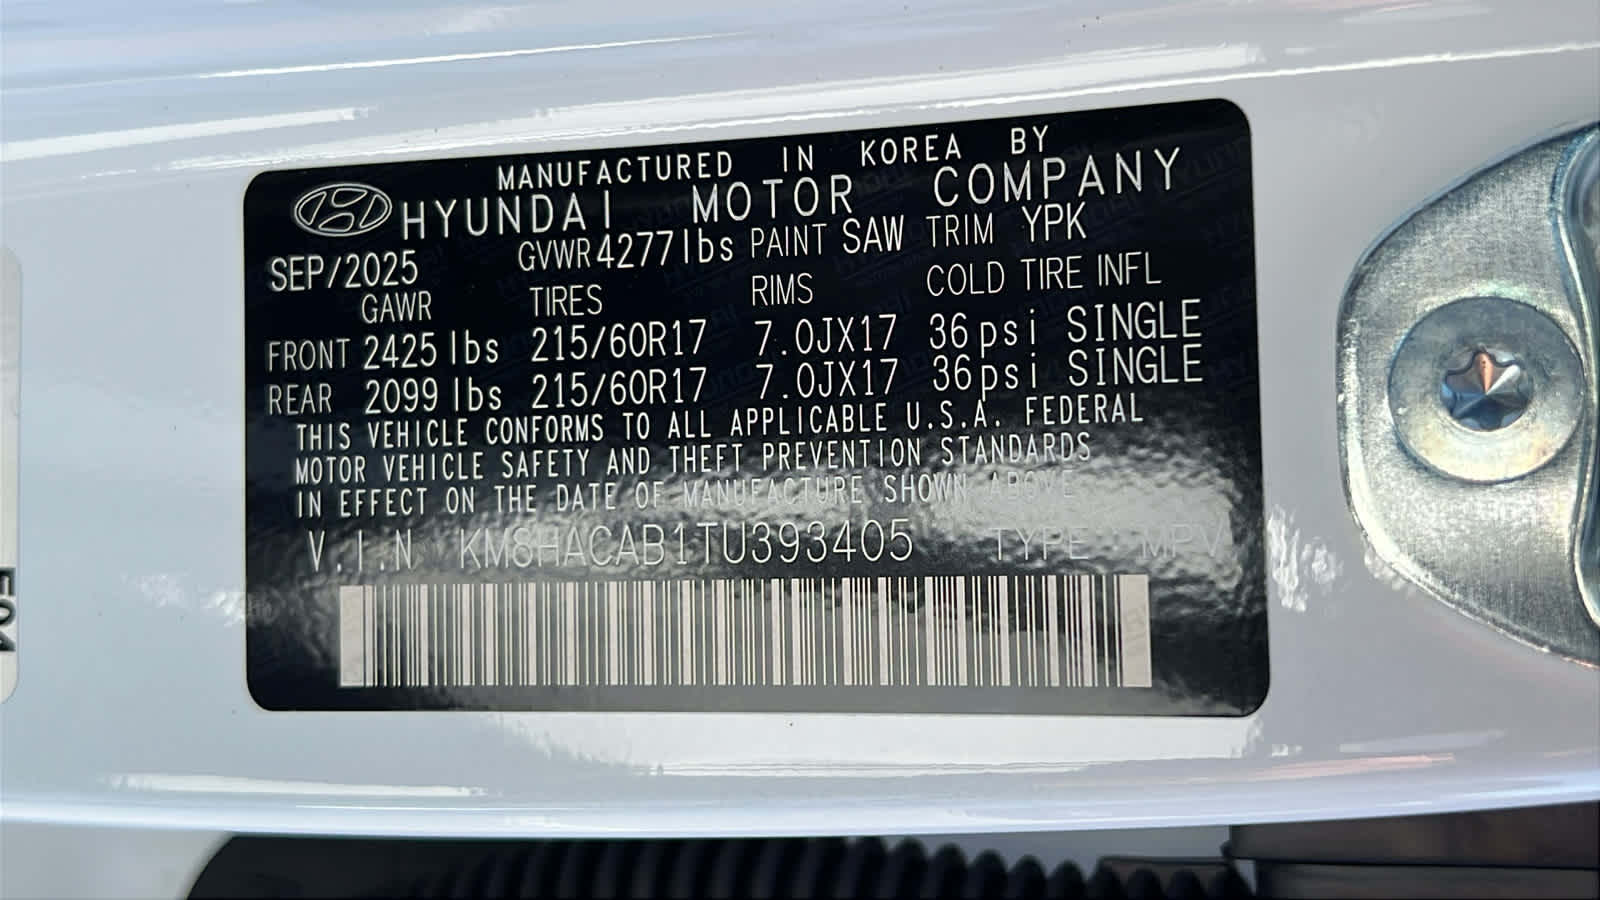 MANUFACTURED IN KOREA BY
HYUNDAI MOTOR COMPANY
SEP/2025 GVWR 4277lbs PAINT SAW TRIM YPK
GAWR TIRES RIMS COLD TIRE INFL
FRONT 2425 lbs 215/60R17 7.0JX17 36psi SINGLE
REAR 2099 lbs 215/60R17 7.0JX17 36psi SINGLE
THIS VEHICLE CONFORMS TO ALL APPLICABLE U.S.A. FEDERAL
MOTOR VEHICLE SAFETY AND THEFT PREVENTION STANDARDS
IN EFFECT ON THE DATE OF MANUFACTURE SHOWN ABOVE
V.I.N KM8HACAB1TU393405 TYPE MPV